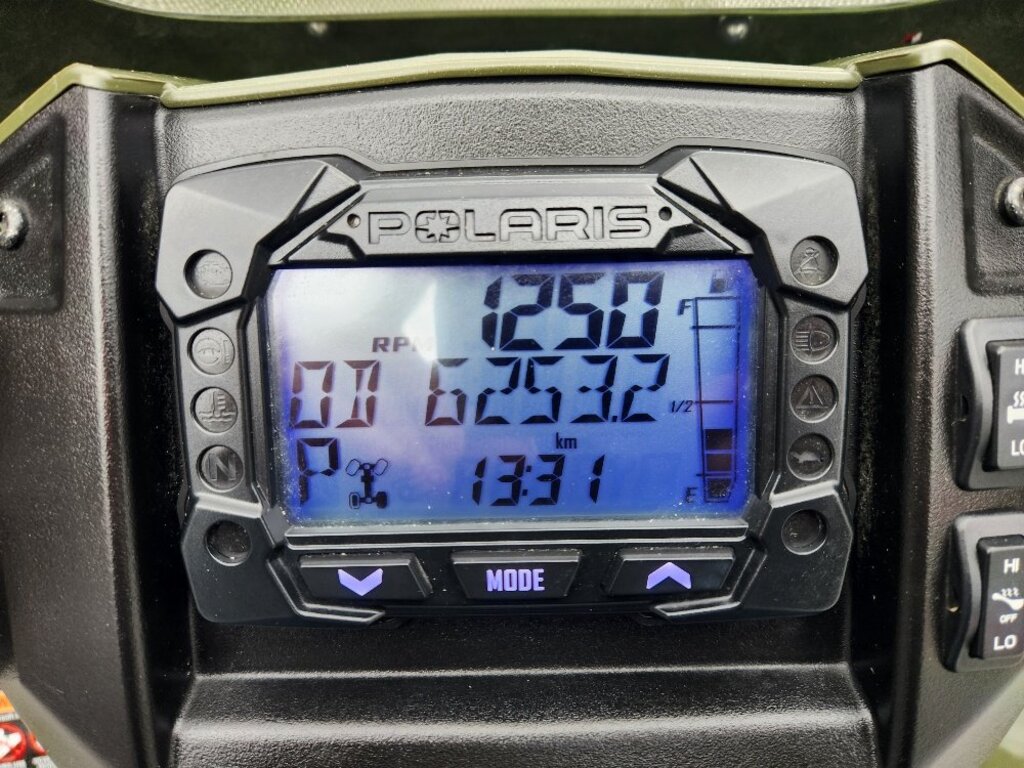 POLARIS
1250
F
RPM
OD 6253.2
1/2
km
P
13:31
E
N
MODE
HI
LO
HI
OFF
LO